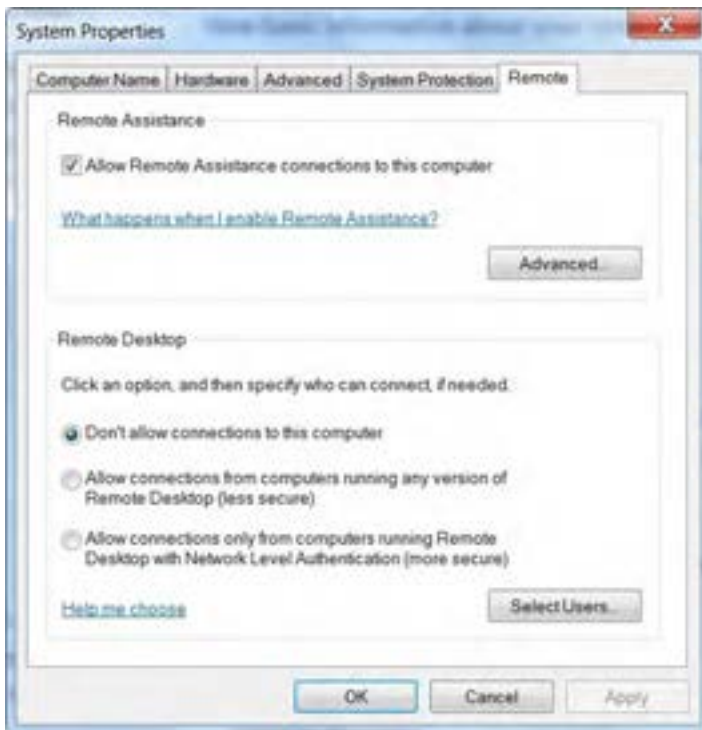 System Properties
Computer Name Hardware Advanced System Protection Remote
Remote Assistance
Allow Remote Assistance connections to this computer
What happens when I enable Remote Assistance?
Advanced...
Remote Desktop
Click an option, and then specify who can connect, if needed.
Don't allow connections to this computer
Allow connections from computers running any version of
Remote Desktop (less secure)
Allow connections only from computers running Remote
Desktop with Network Level Authentication (more secure)
Help me choose
Select Users...
OK Cancel Apply